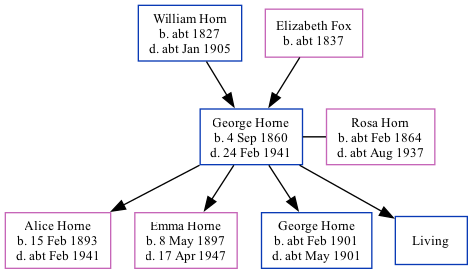 William Horn
b. abt 1827
d. abt Jan 1905
Elizabeth Fox
b. abt 1837
George Horne
b. 4 Sep 1860
d. 24 Feb 1941
Rosa Horn
b. abt Feb 1864
d. abt Aug 1937
Alice Horne
b. 15 Feb 1893
d. abt Feb 1941
Emma Horne
b. 8 May 1897
d. 17 Apr 1947
George Horne
b. abt Feb 1901
d. abt May 1901
Living